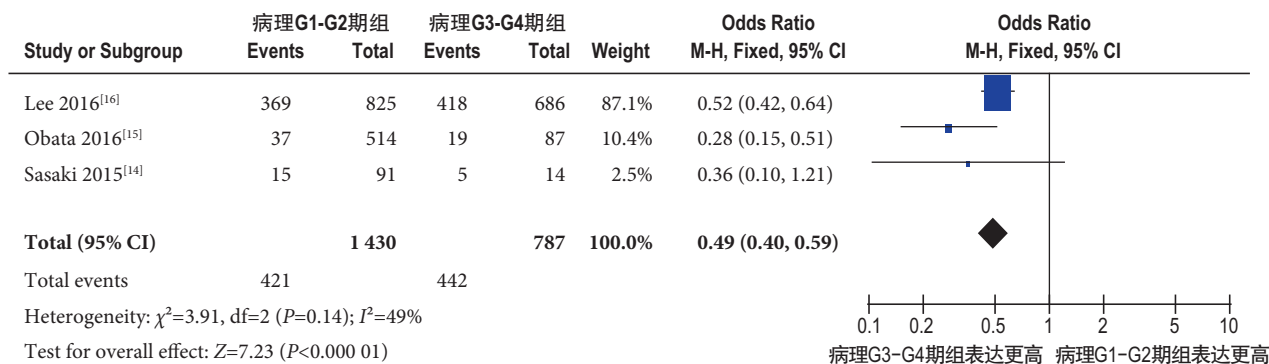 病理G1-G2期组 病理G3-G4期组 Odds Ratio Odds Ratio
Study or Subgroup Events Total Events Total Weight M-H, Fixed, 95% CI M-H, Fixed, 95% CI
Lee 2016[16] 369 825 418 686 87.1% 0.52 (0.42, 0.64)
Obata 2016[15] 37 514 19 87 10.4% 0.28 (0.15, 0.51)
Sasaki 2015[14] 15 91 5 14 2.5% 0.36 (0.10, 1.21)
Total (95% CI) 1 430 787 100.0% 0.49 (0.40, 0.59)
Total events 421 442
Heterogeneity: χ²=3.91, df=2 (P=0.14); I²=49%
Test for overall effect: Z=7.23 (P<0.000 01)
0.1 0.2 0.5 1 2 5 10
病理G3-G4期组表达更高 病理G1-G2期组表达更高